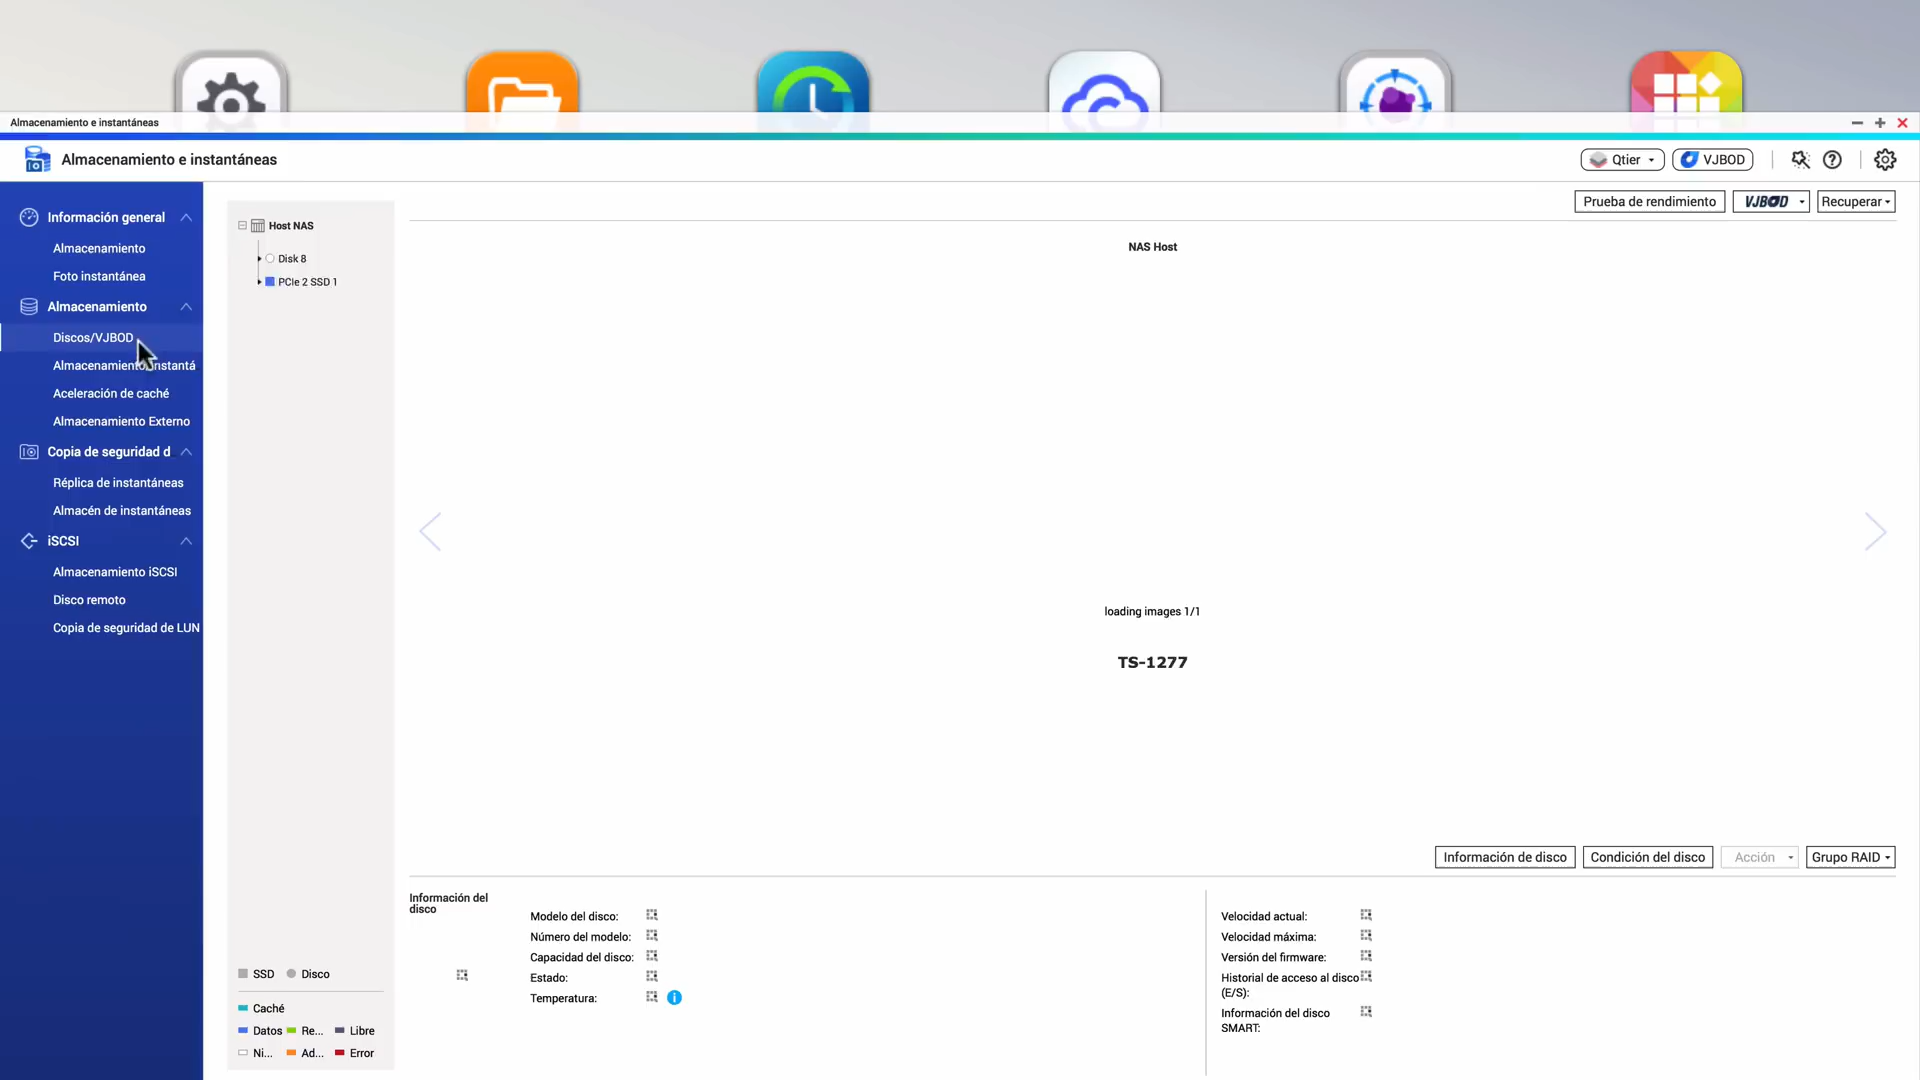 Almacenamiento e instantáneas
Almacenamiento e instantáneas
Qtier
VJBOD
Información general
Almacenamiento
Foto instantánea
Almacenamiento
Discos/VJBOD
Almacenamiento/instantá
Aceleración de caché
Almacenamiento Externo
Copia de seguridad d
Réplica de instantáneas
Almacén de instantáneas
iSCSI
Almacenamiento iSCSI
Disco remoto
Copia de seguridad de LUN
Host NAS
Disk 8
PCIe 2 SSD 1
SSD Disco
Caché
Datos Re... Libre
Ni... Ad... Error
Prueba de rendimiento VJBOD Recuperar
NAS Host
loading images 1/1
TS-1277
Información de disco Condición del disco Acción Grupo RAID
Información del
disco
Modelo del disco:
Número del modelo:
Capacidad del disco:
Estado:
Temperatura:
Velocidad actual:
Velocidad máxima:
Versión del firmware:
Historial de acceso al disco
(E/S):
Información del disco
SMART: